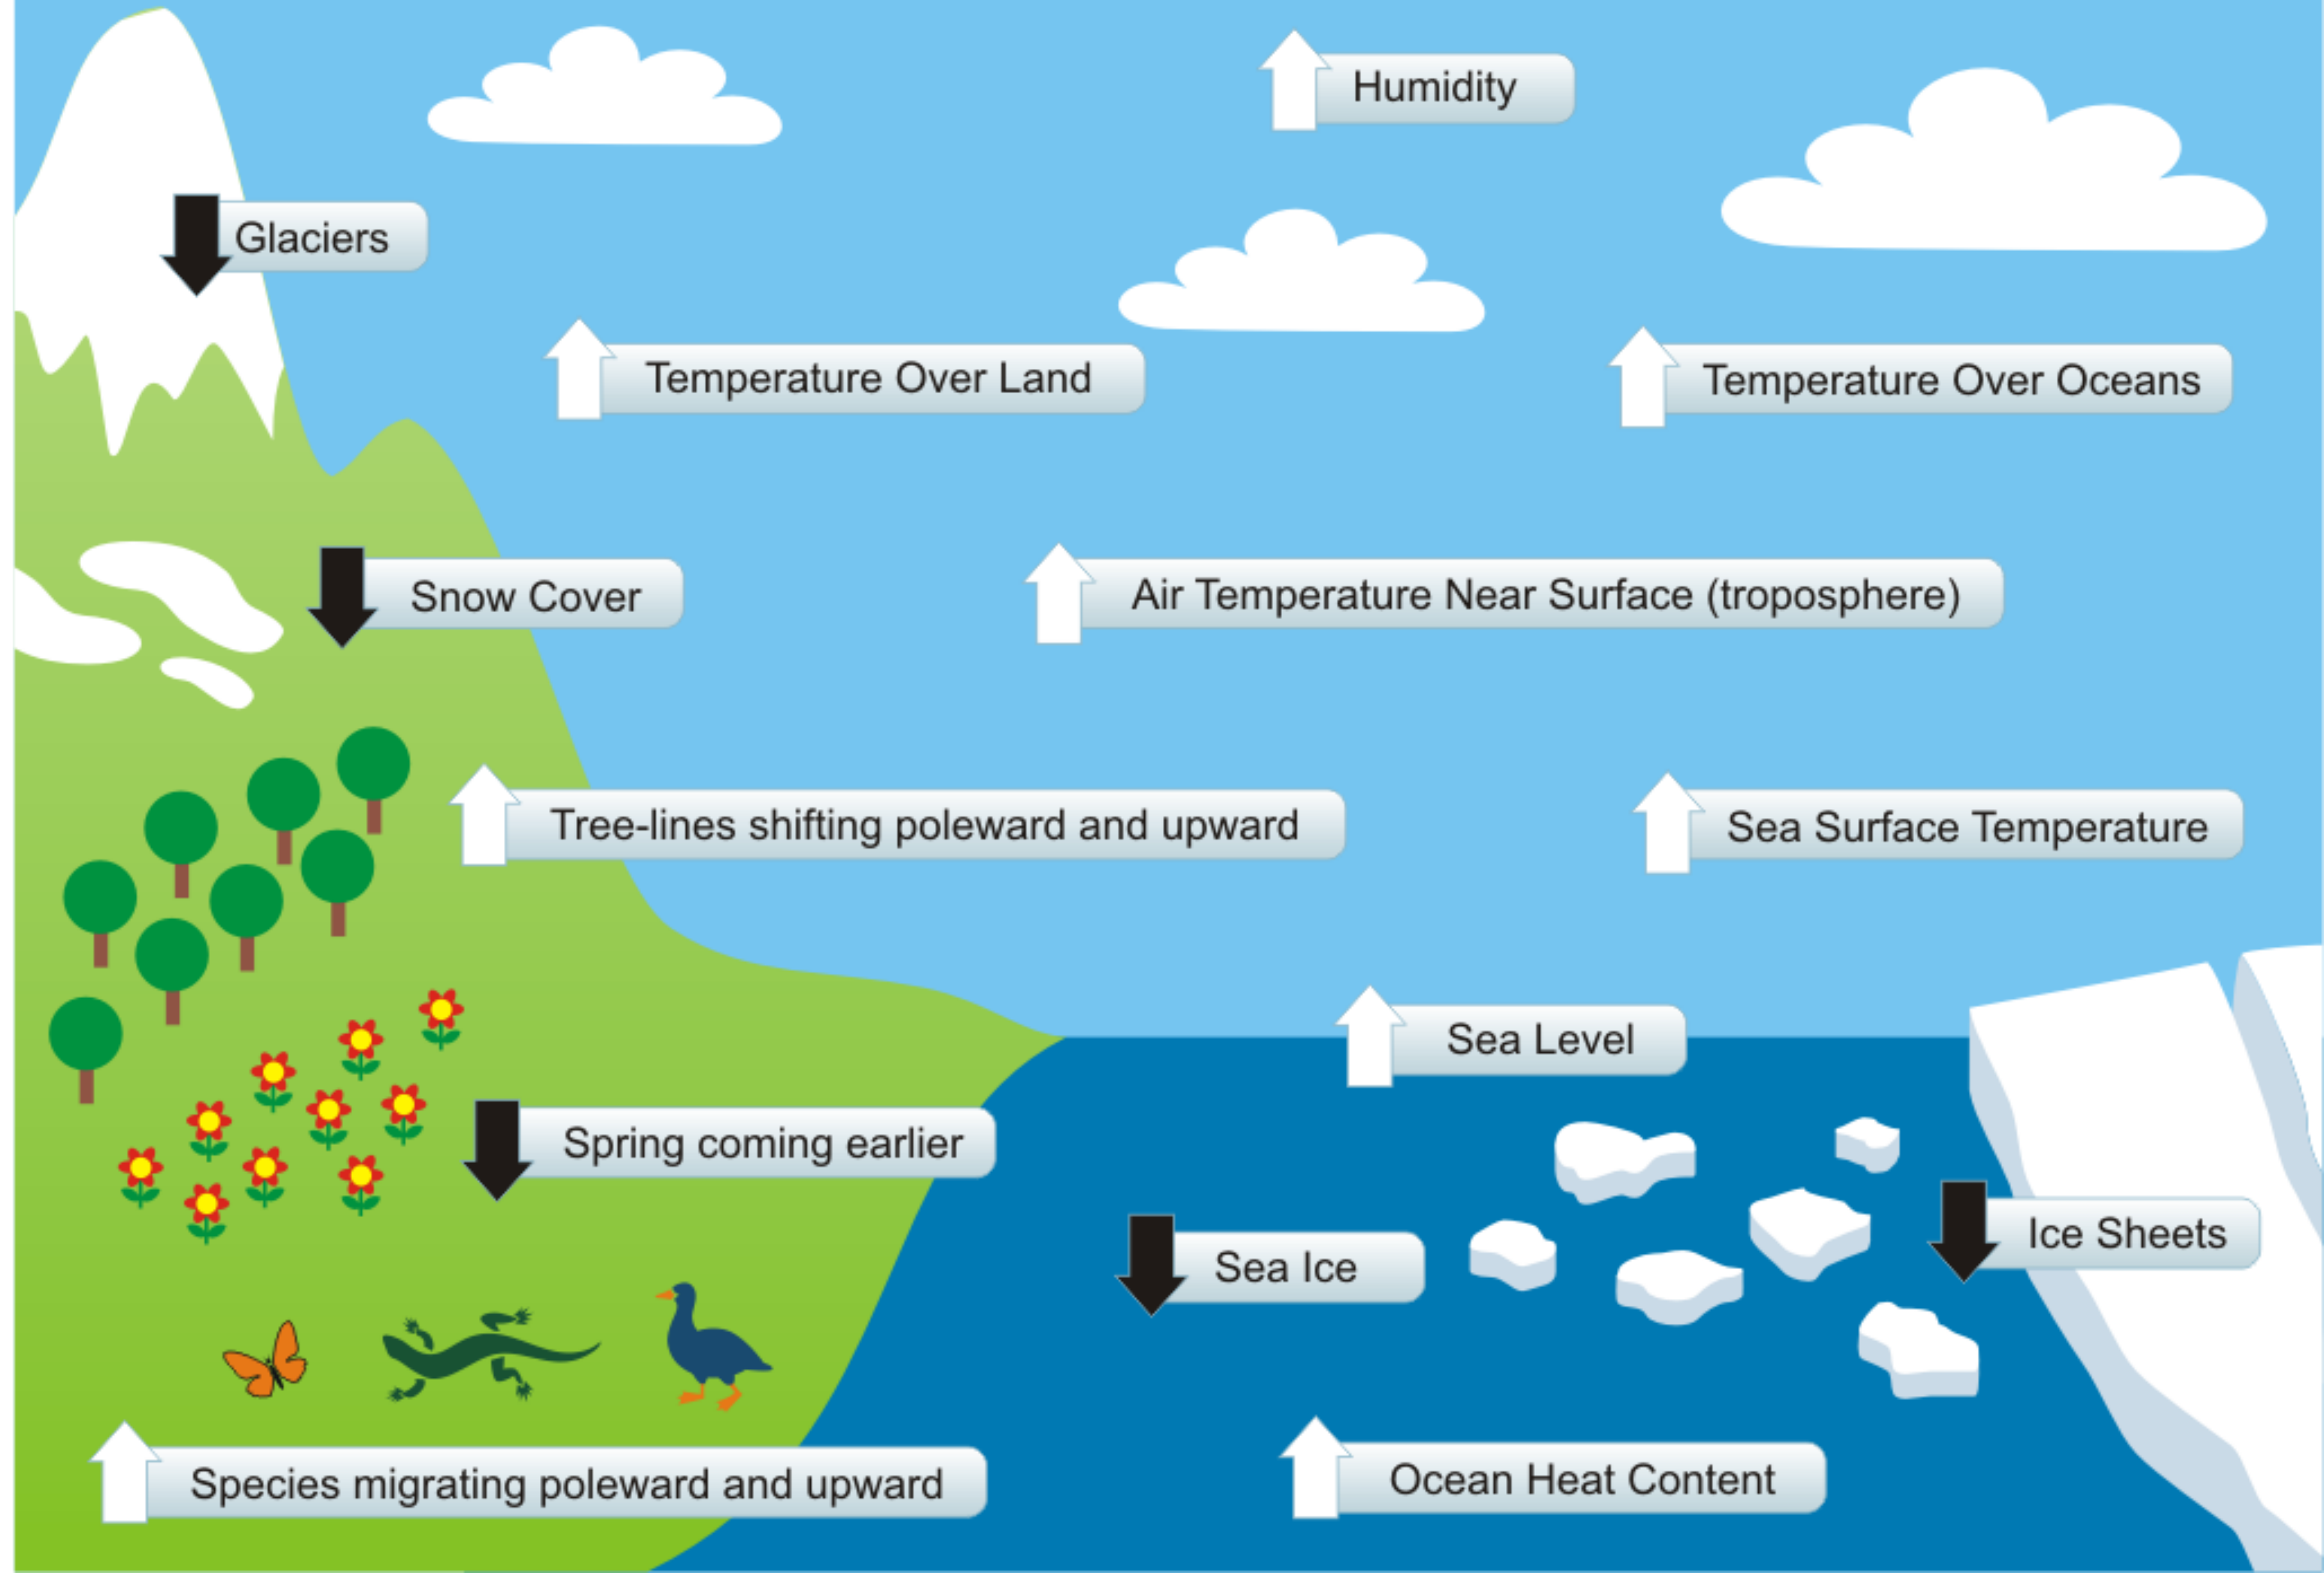 Humidity
Glaciers
Temperature Over Land
Temperature Over Oceans
Snow Cover
Air Temperature Near Surface (troposphere)
Tree-lines shifting poleward and upward
Sea Surface Temperature
Sea Level
Spring coming earlier
Sea Ice
Ice Sheets
Species migrating poleward and upward
Ocean Heat Content